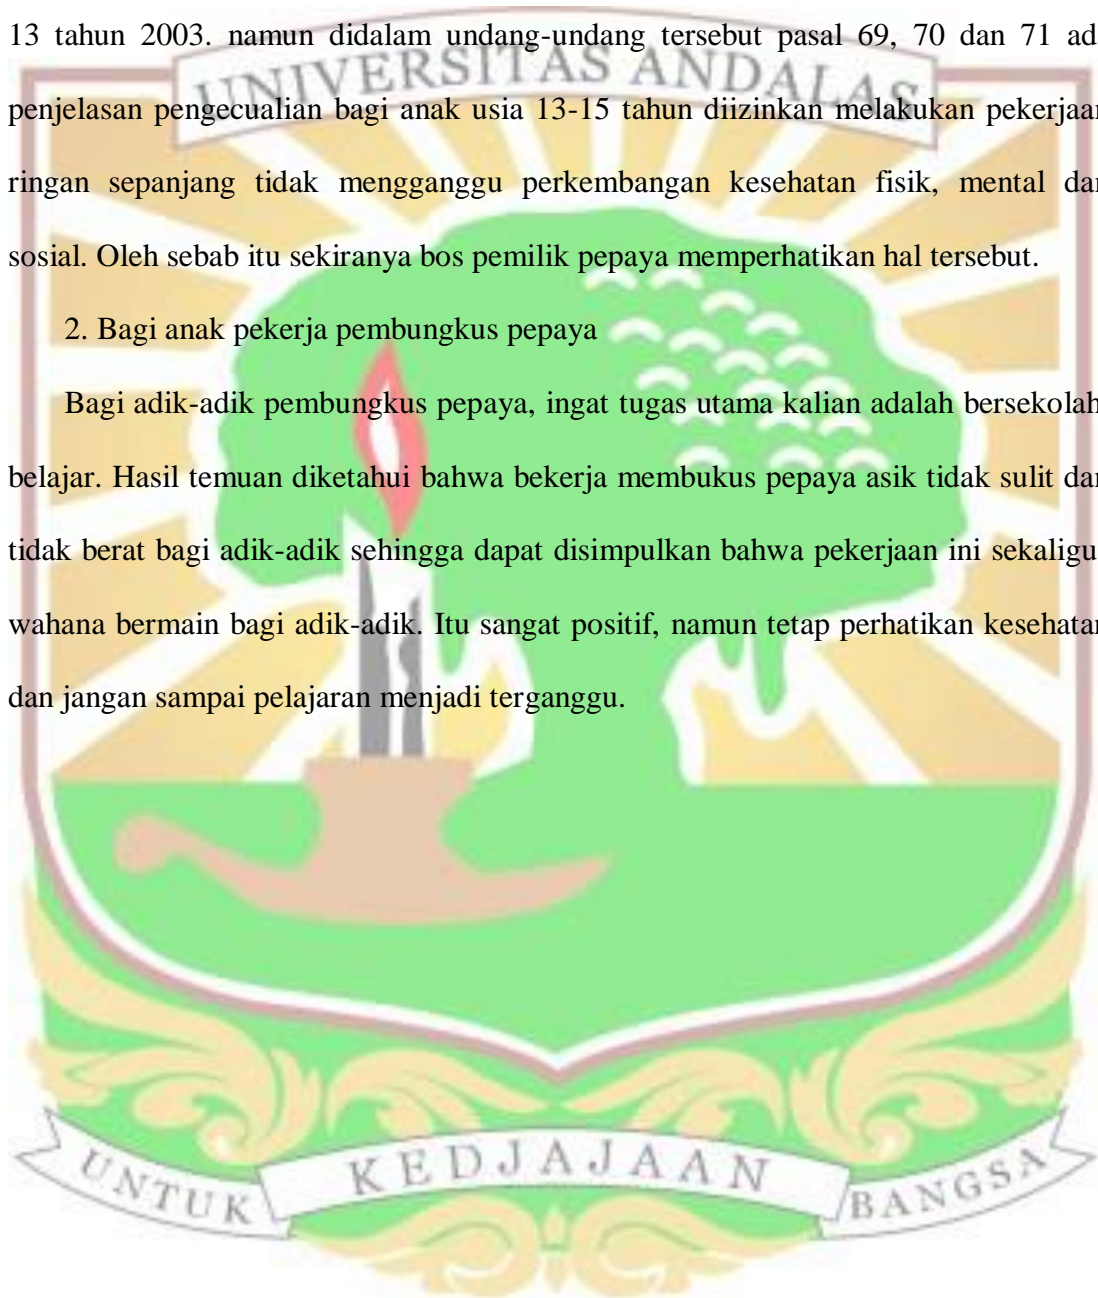 13 tahun 2003. namun didalam undang-undang tersebut pasal 69, 70 dan 71 ad
UNIVERSITAS ANDALAS
penjelasan pengecualian bagi anak usia 13-15 tahun diizinkan melakukan pekerjaan
ringan sepanjang tidak mengganggu perkembangan kesehatan fisik, mental dan
sosial. Oleh sebab itu sekiranya bos pemilik pepaya memperhatikan hal tersebut.
2. Bagi anak pekerja pembungkus pepaya
Bagi adik-adik pembungkus pepaya, ingat tugas utama kalian adalah bersekolah
belajar. Hasil temuan diketahui bahwa bekerja membukus pepaya asik tidak sulit dan
tidak berat bagi adik-adik sehingga dapat disimpulkan bahwa pekerjaan ini sekaligu
wahana bermain bagi adik-adik. Itu sangat positif, namun tetap perhatikan kesehatan
dan jangan sampai pelajaran menjadi terganggu.
UNTUK KEDJAJAAN BANGSA